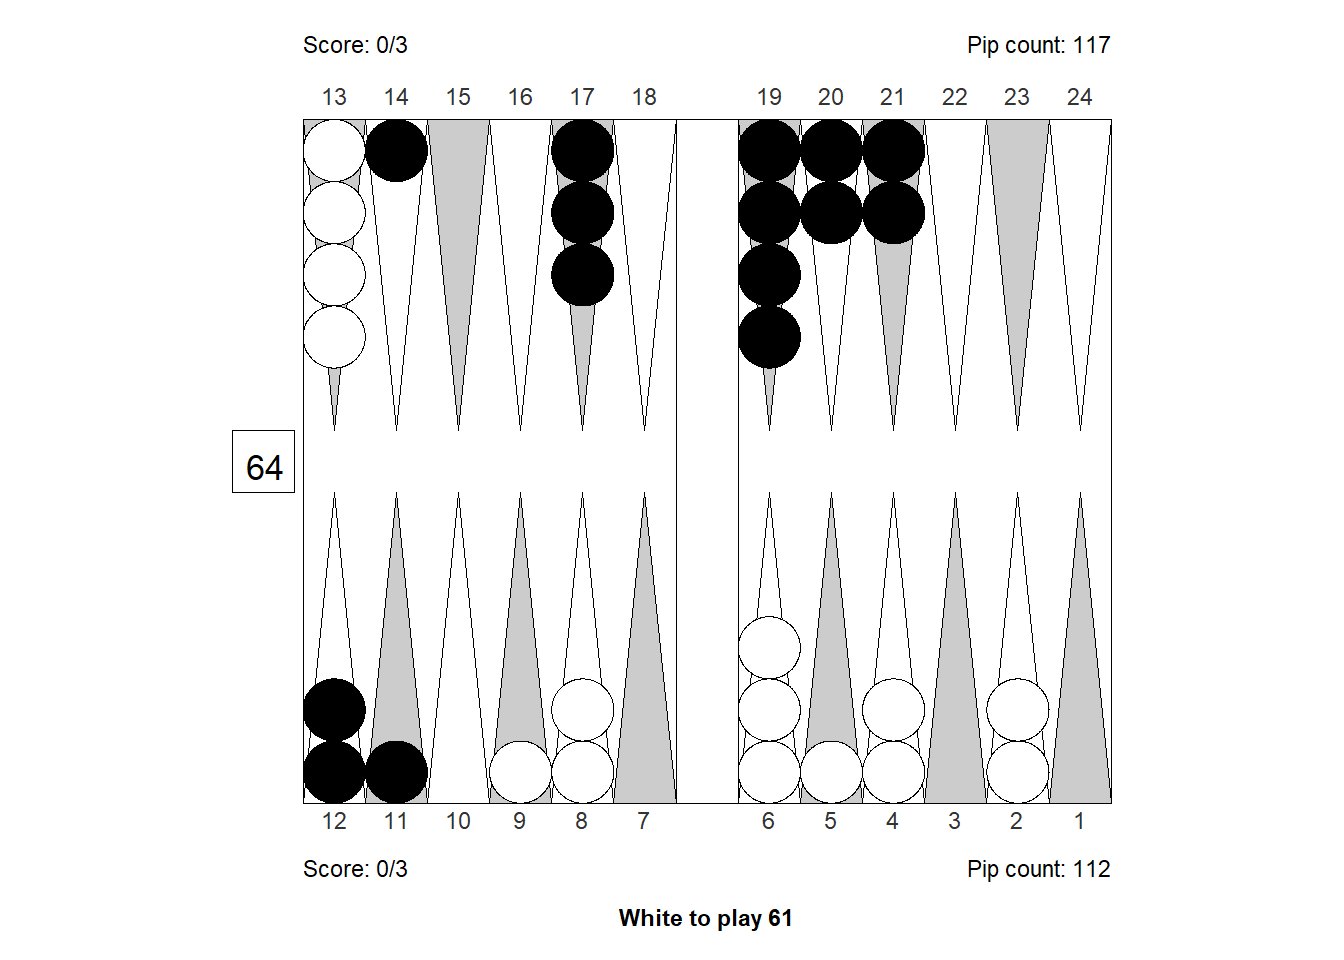 Score: 0/3 Pip count: 117
13 14 15 16 17 18 19 20 21 22 23 24
64
12 11 10 9 8 7 6 5 4 3 2 1
Score: 0/3 Pip count: 112
White to play 61